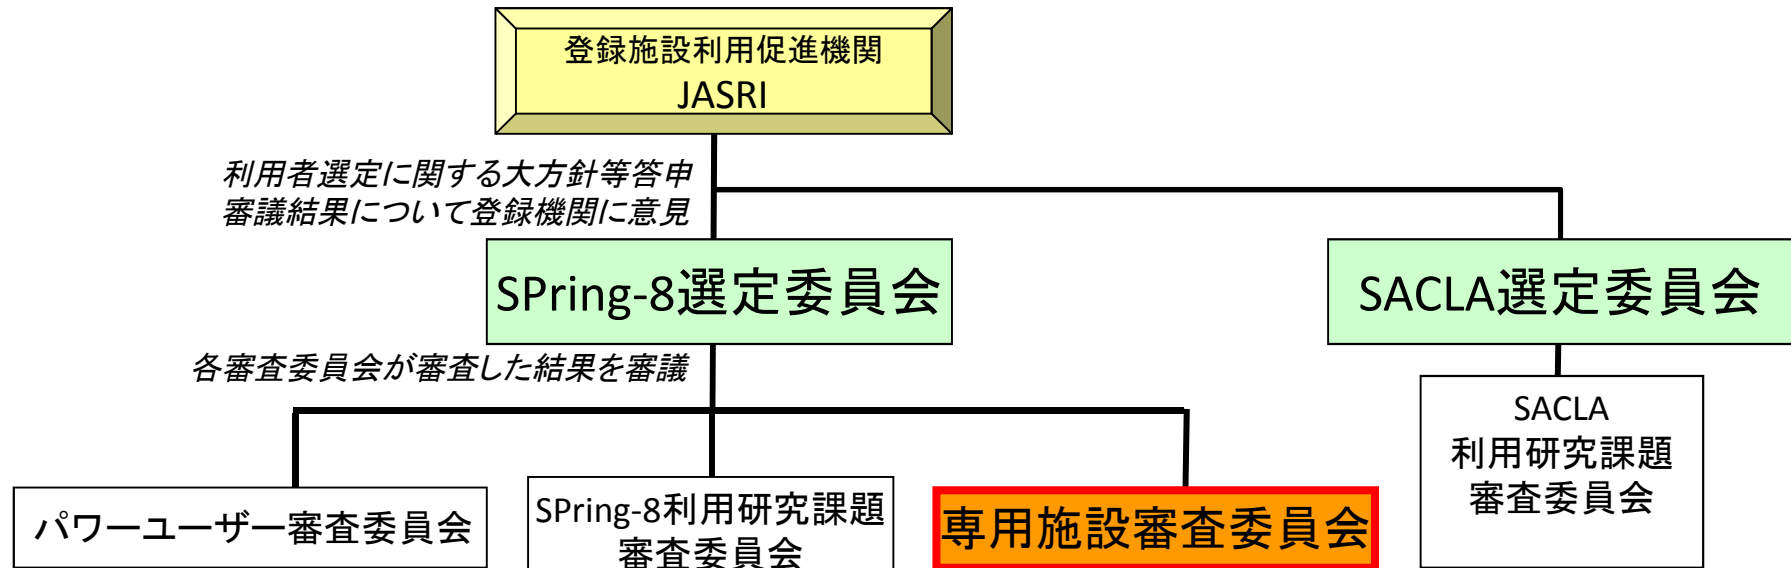 登録施設利用促進機関
JASRI
利用者選定に関する大方針等答申
審議結果について登録機関に意見
SPring-8選定委員会
SACLA選定委員会
各審査委員会が審査した結果を審議
パワーユーザー審査委員会
SPring-8利用研究課題
審査委員会
専用施設審査委員会
SACLA
利用研究課題
審査委員会